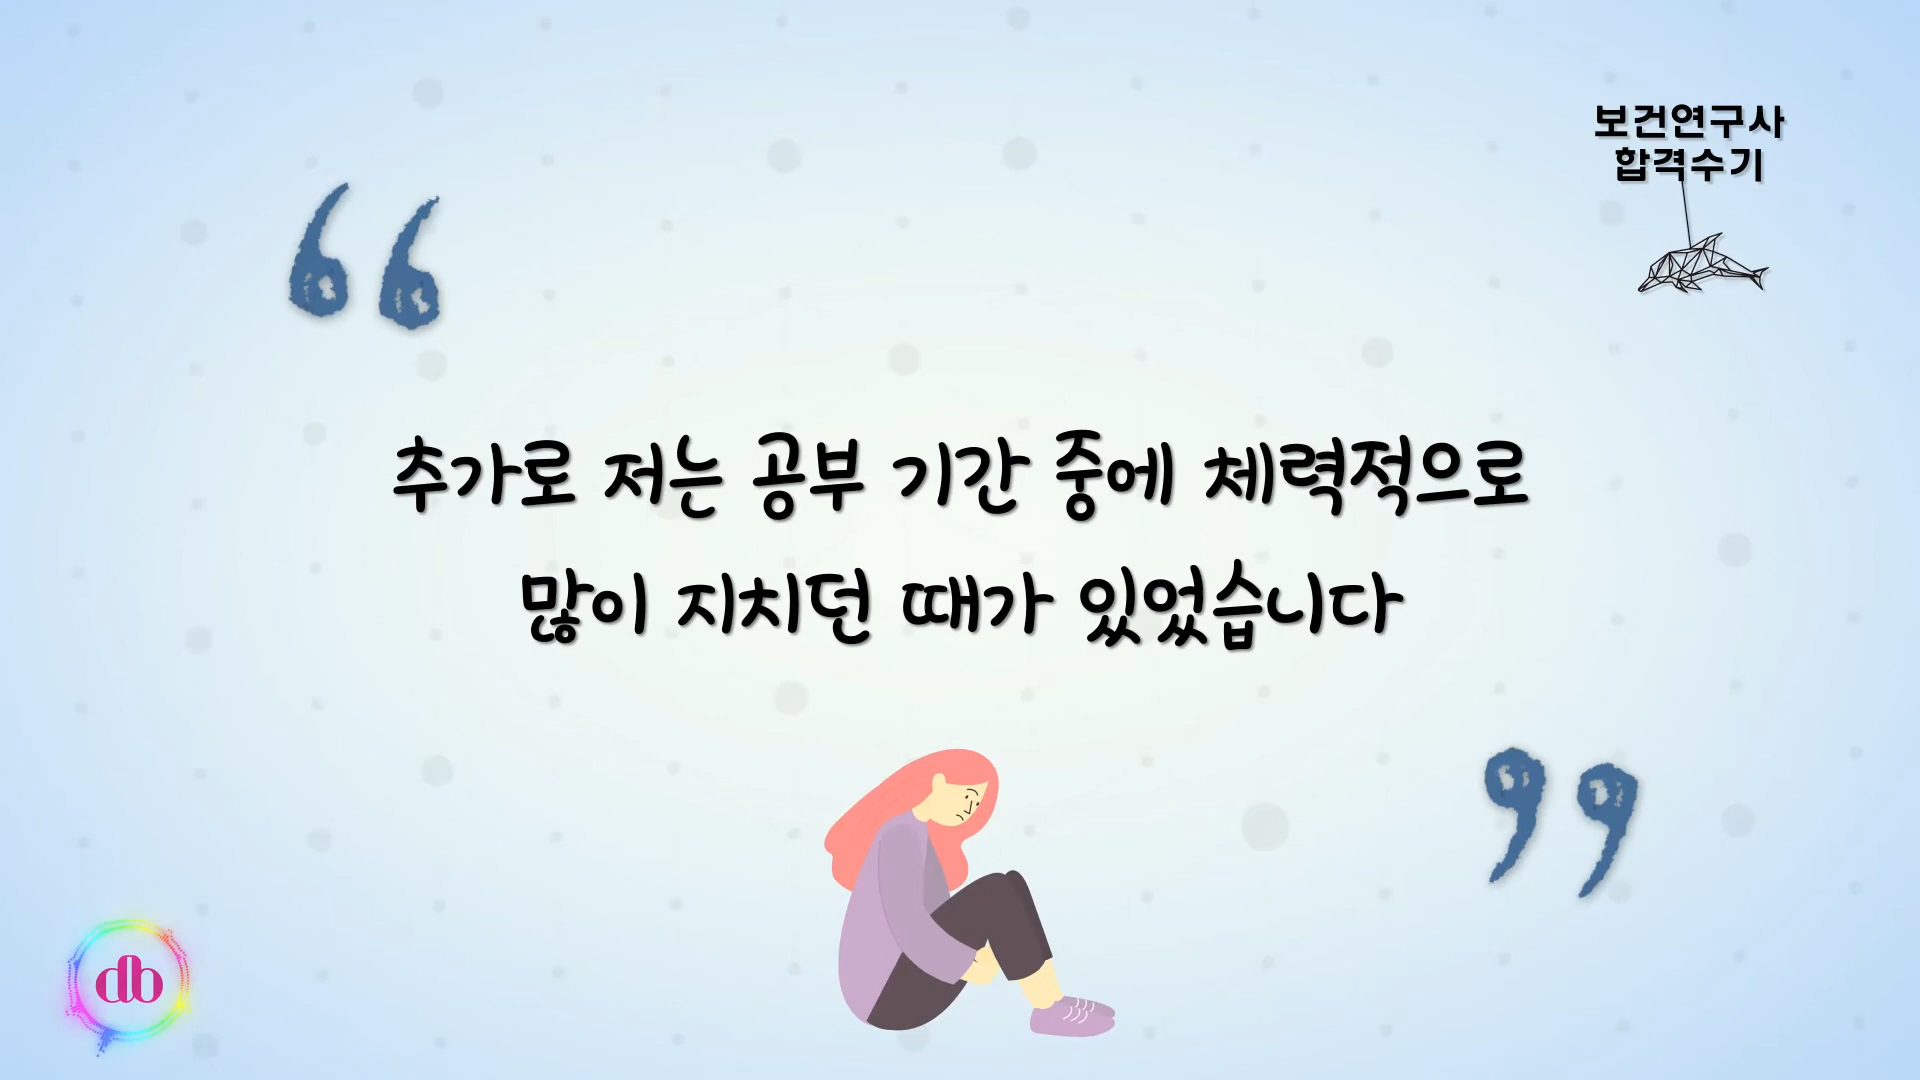 보건연구사
합격수기
추가로 저는 공부 기간 중에 체력적으로
많이 지치던 때가 있었습니다
db